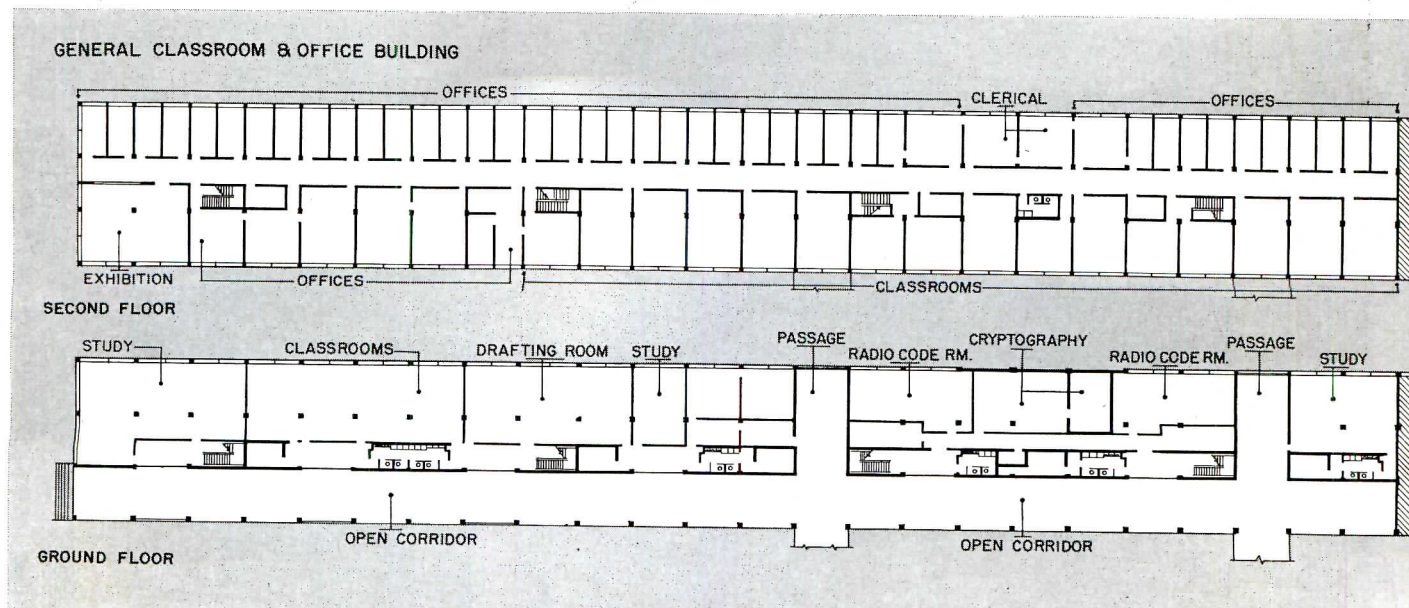 GENERAL CLASSROOM & OFFICE BUILDING
OFFICES
CLERICAL
OFFICES
EXHIBITION
OFFICES
CLASSROOMS
SECOND FLOOR
STUDY
CLASSROOMS
DRAFTING ROOM
STUDY
PASSAGE
RADIO CODE RM.
CRYPTOGRAPHY
RADIO CODE RM.
PASSAGE
STUDY
OPEN CORRIDOR
OPEN CORRIDOR
GROUND FLOOR